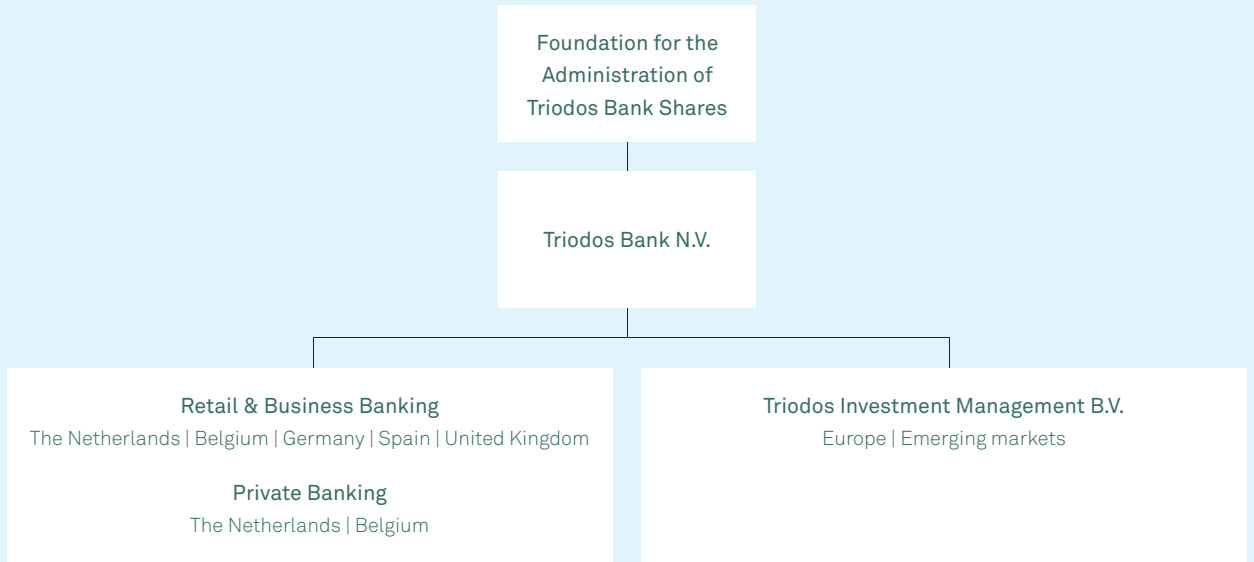 Foundation for the
Administration of
Triodos Bank Shares
Triodos Bank N.V.
Retail & Business Banking
The Netherlands | Belgium | Germany | Spain | United Kingdom
Private Banking
The Netherlands | Belgium
Triodos Investment Management B.V.
Europe | Emerging markets